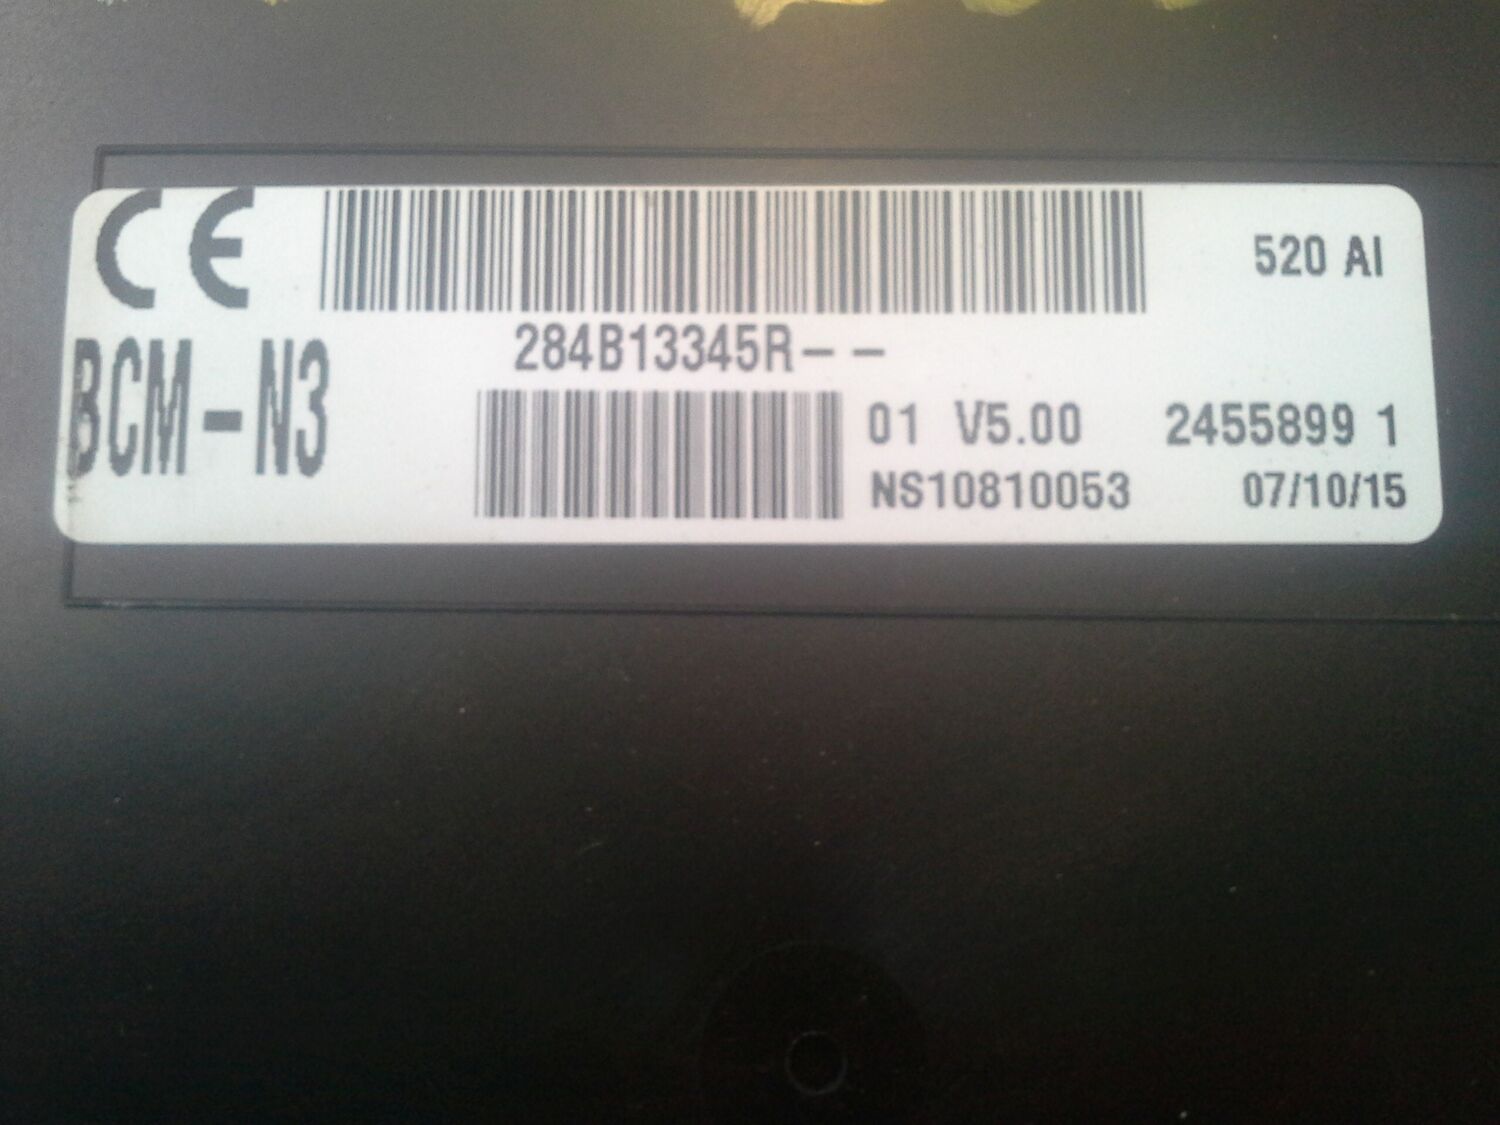 CE
520 AI
284B13345R--
BCM-N3
01 V5.00 2455899 1
NS10810053 07/10/15